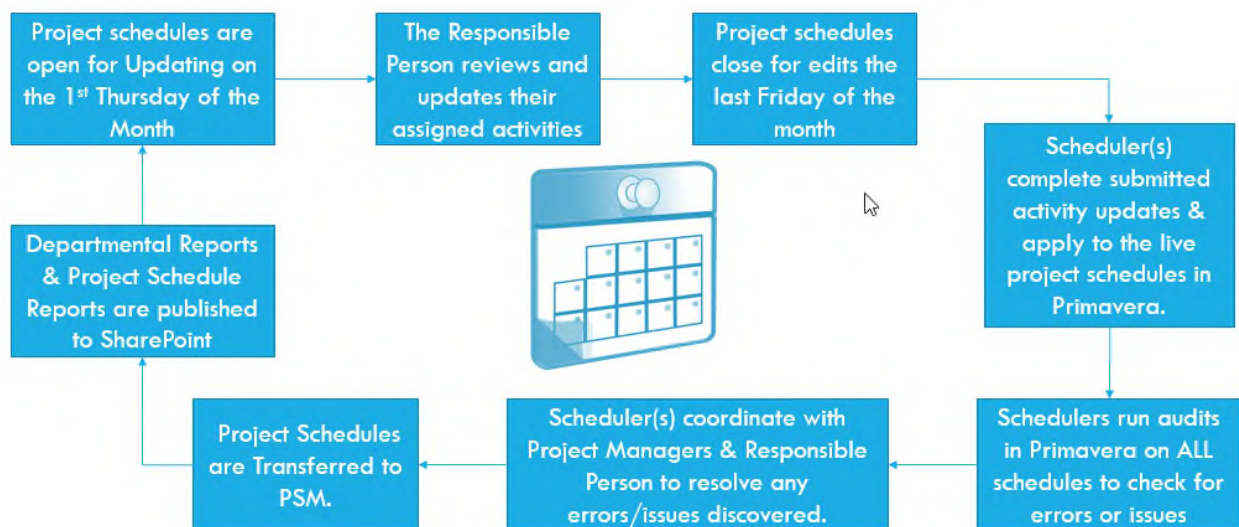 Project schedules are
open for Updating on
the 1st Thursday of the
Month
The Responsible
Person reviews and
updates their
assigned activities
Project schedules
close for edits the
last Friday of the
month
Scheduler(s)
complete submitted
activity updates &
apply to the live
project schedules in
Primavera.
Schedulers run audits
in Primavera on ALL
schedules to check for
errors or issues
Scheduler(s) coordinate with
Project Managers & Responsible
Person to resolve any
errors/issues discovered.
Project Schedules
are Transferred to
PSM.
Departmental Reports
& Project Schedule
Reports are published
to SharePoint